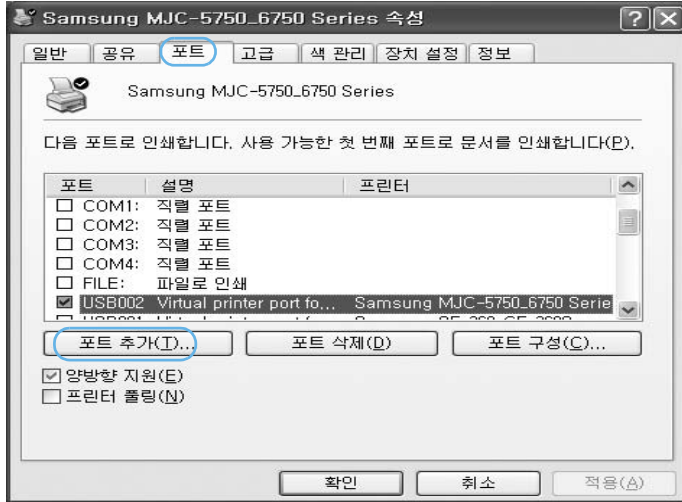 Samsung MJC-5750_6750 Series 속성
일반 공유 포트 고급 색 관리 장치 설정 정보
Samsung MJC-5750_6750 Series
다음 포트로 인쇄합니다. 사용 가능한 첫 번째 포트로 문서를 인쇄합니다(P).
포트 설명 프린터
COM1: 직렬 포트
COM2: 직렬 포트
COM3: 직렬 포트
COM4: 직렬 포트
FILE: 파일로 인쇄
USB002 Virtual printer port fo... Samsung MJC-5750_6750 Serie
포트 추가(T)... 포트 삭제(D) 포트 구성(C)...
양방향 지원(E)
프린터 풀링(N)
확인 취소 적용(A)